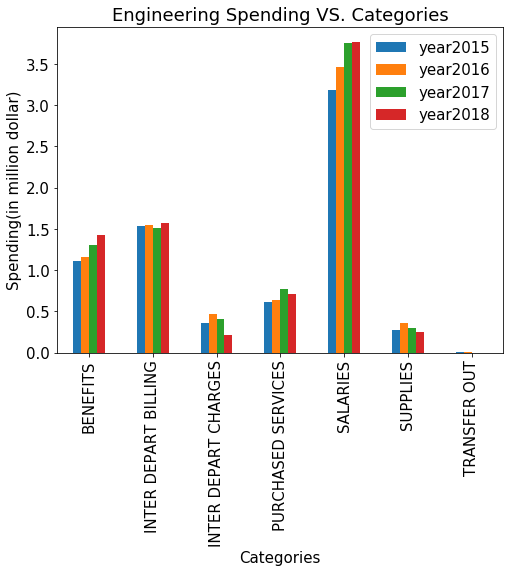 Engineering Spending VS. Categories
year2015
year2016
year2017
year2018
Spending(in million dollar)
3.5
3.0
2.5
2.0
1.5
1.0
0.5
0.0
BENEFITS
INTER DEPART BILLING
INTER DEPART CHARGES
PURCHASED SERVICES
SALARIES
SUPPLIES
TRANSFER OUT
Categories